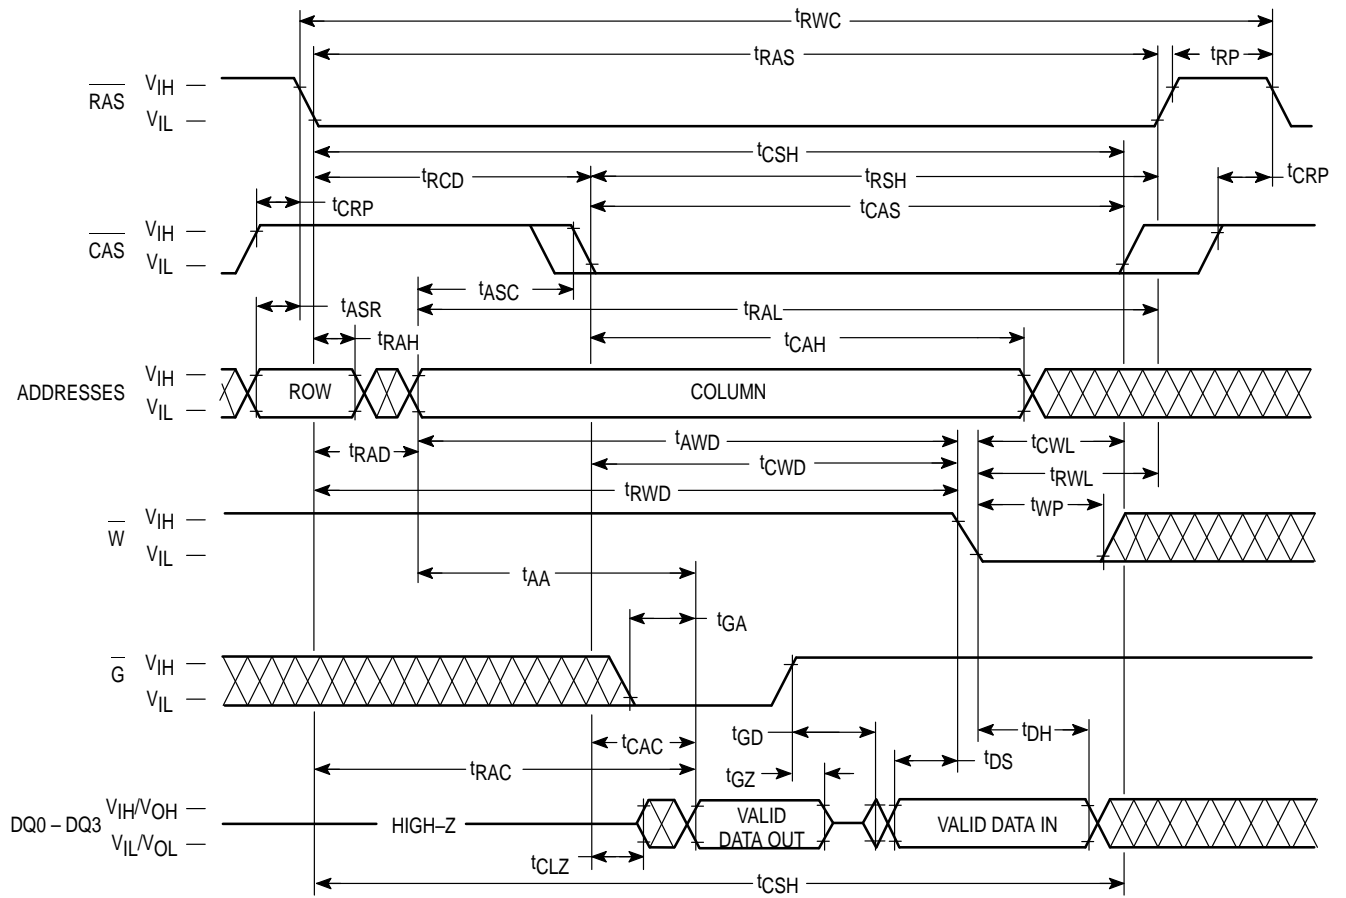 tRWC
tRAS
tRP
RAS
VIH
VIL
tCSH
tRCD
tRSH
tCRP
tCRP
tCAS
CAS
VIH
VIL
tASC
tASR
tRAL
tRAH
tCAH
ADDRESSES
VIH
VIL
ROW
COLUMN
tRAD
tAWD
tCWL
tCWD
tRWL
tRWD
tWP
W
VIH
VIL
tAA
tGA
G
VIH
VIL
tCAC
tGD
tDH
tRAC
tDS
tGZ
DQ0 – DQ3
VIH/VOH
VIL/VOL
HIGH–Z
VALID
DATA OUT
VALID DATA IN
tCLZ
tCSH